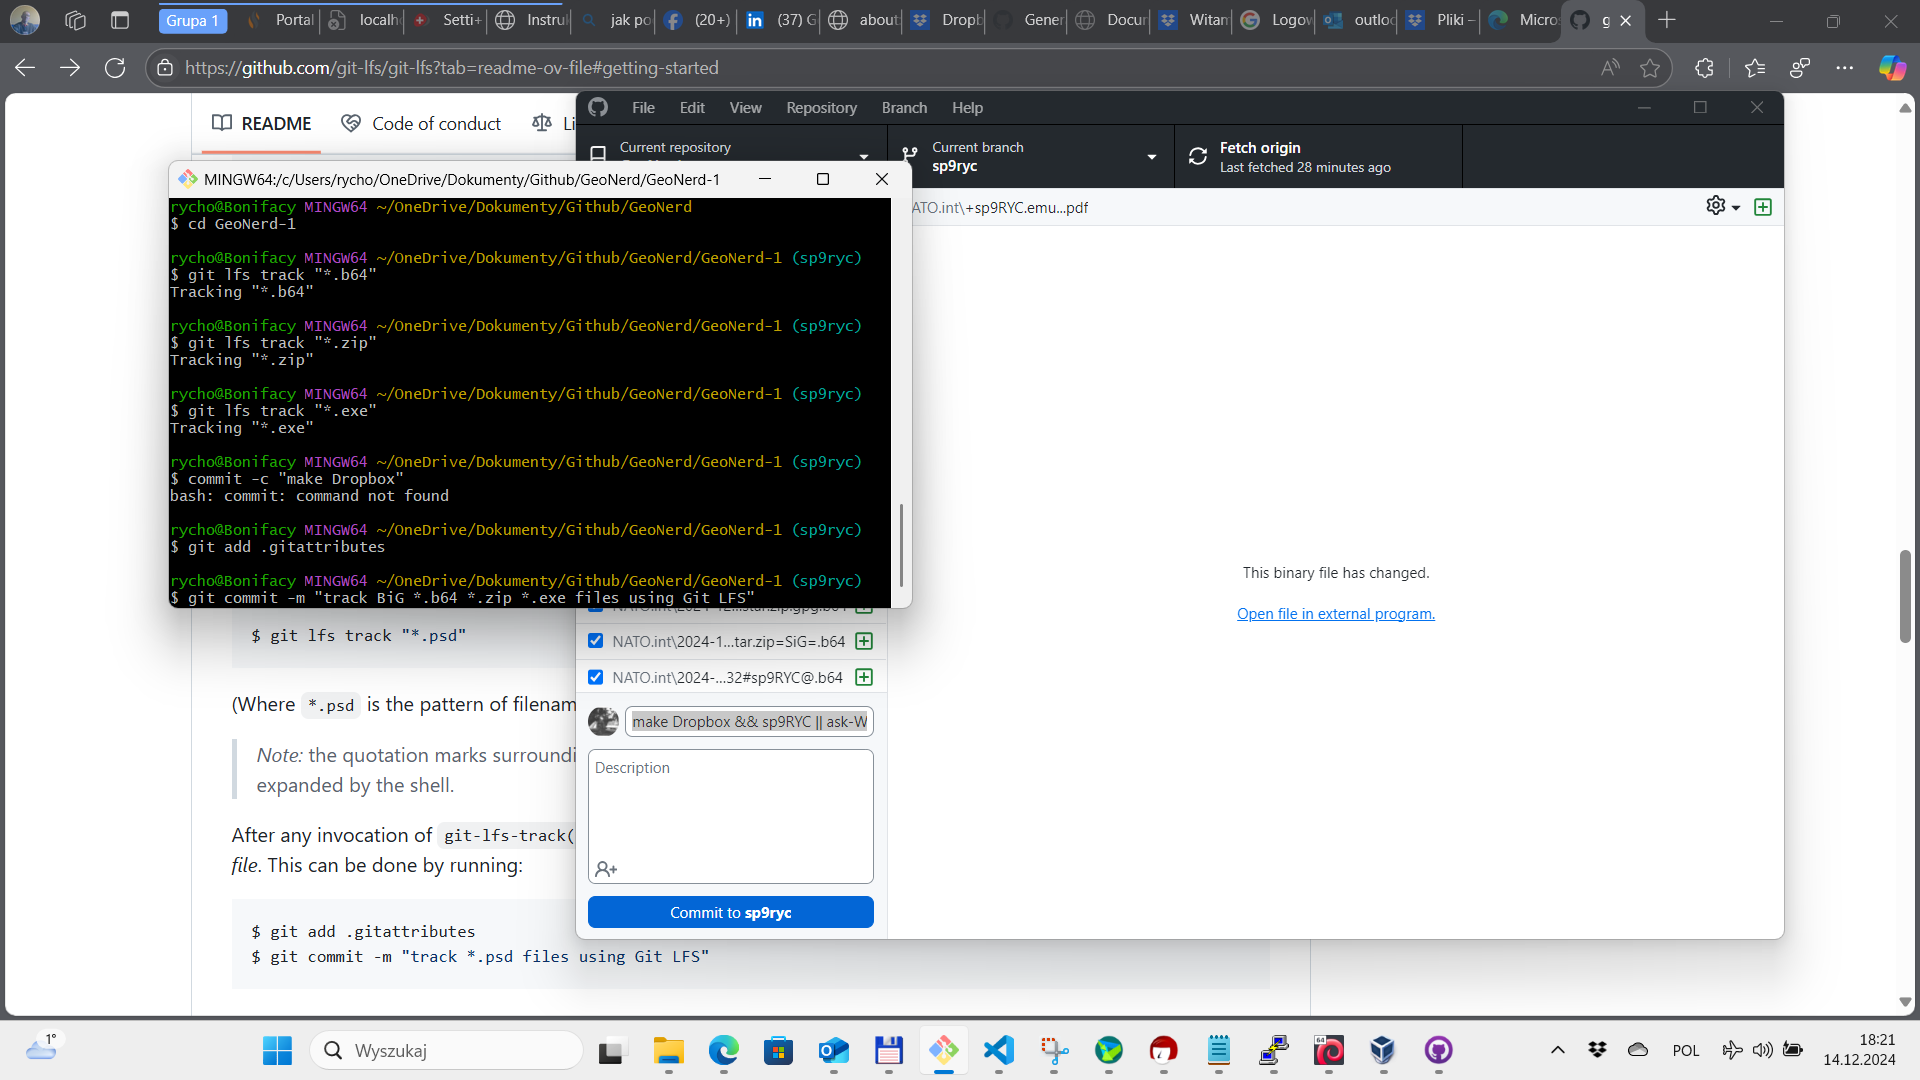 Grupa 1
Portal
localh
Setti
Instruk
jak po
(20+)
(37) G
about:
Dropb
Gener
Docur
Witam
Logow
outloo
Pliki –
Micros
g
https://github.com/git-lfs/git-lfs?tab=readme-ov-file#getting-started
README
Code of conduct
Li
File
Edit
View
Repository
Branch
Help
Current repository
Current branch
sp9ryc
Fetch origin
Last fetched 28 minutes ago
ATO.int\+sp9RYC.emu...pdf
MINGW64:/c/Users/rycho/OneDrive/Dokumenty/Github/GeoNerd/GeoNerd-1
rycho@Bonifacy MINGW64 ~/OneDrive/Dokumenty/Github/GeoNerd
$ cd GeoNerd-1
rycho@Bonifacy MINGW64 ~/OneDrive/Dokumenty/Github/GeoNerd/GeoNerd-1 (sp9ryc)
$ git lfs track "*.b64"
Tracking "*.b64"
rycho@Bonifacy MINGW64 ~/OneDrive/Dokumenty/Github/GeoNerd/GeoNerd-1 (sp9ryc)
$ git lfs track "*.zip"
Tracking "*.zip"
rycho@Bonifacy MINGW64 ~/OneDrive/Dokumenty/Github/GeoNerd/GeoNerd-1 (sp9ryc)
$ git lfs track "*.exe"
Tracking "*.exe"
rycho@Bonifacy MINGW64 ~/OneDrive/Dokumenty/Github/GeoNerd/GeoNerd-1 (sp9ryc)
$ commit -c "make Dropbox"
bash: commit: command not found
rycho@Bonifacy MINGW64 ~/OneDrive/Dokumenty/Github/GeoNerd/GeoNerd-1 (sp9ryc)
$ git add .gitattributes
rycho@Bonifacy MINGW64 ~/OneDrive/Dokumenty/Github/GeoNerd/GeoNerd-1 (sp9ryc)
$ git commit -m "track BiG *.b64 *.zip *.exe files using Git LFS"
This binary file has changed.
Open file in external program.
NATO.int\2024-1...tar.zip=SiG=.b64
NATO.int\2024-...32#sp9RYC@.b64
make Dropbox && sp9RYC || ask-W
Description
Commit to sp9ryc
$ git lfs track "*.psd"
(Where *.psd is the pattern of filenam
Note: the quotation marks surroundi
expanded by the shell.
After any invocation of git-lfs-track(
file. This can be done by running:
$ git add .gitattributes
$ git commit -m "track *.psd files using Git LFS"
1°
Wyszukaj
64
POL
18:21
14.12.2024